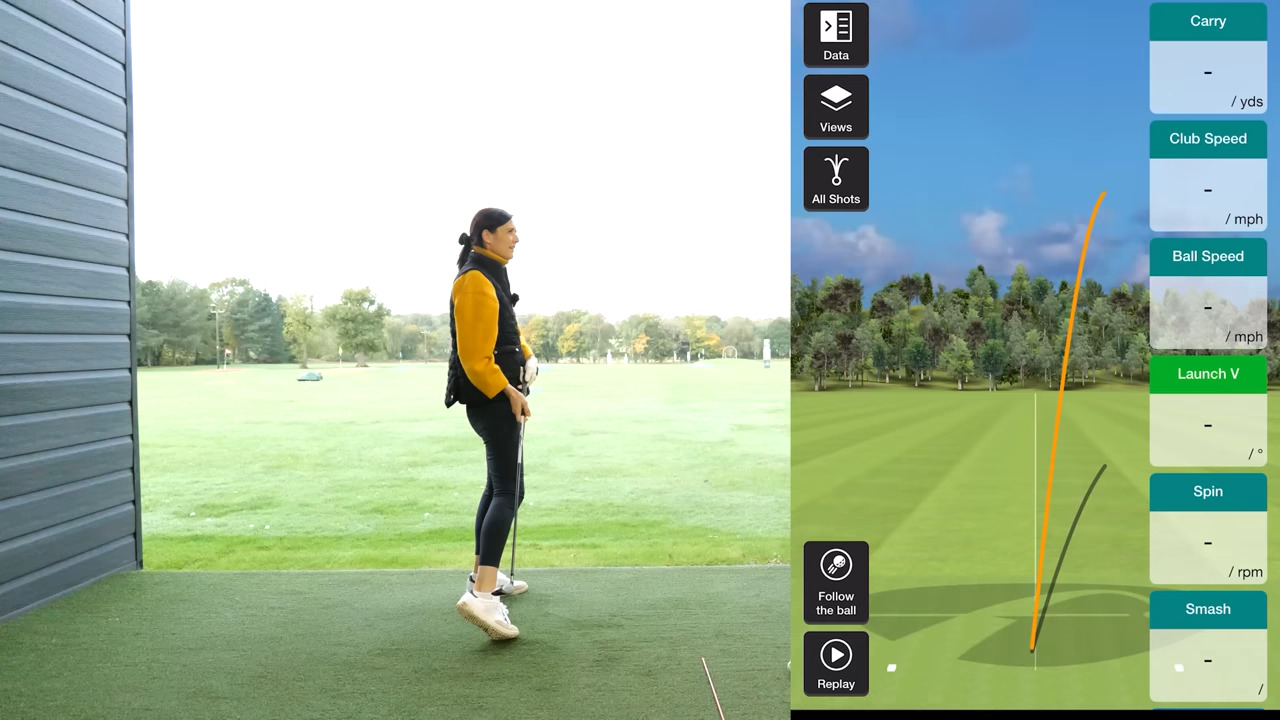 Data
Views
All Shots
Follow
the ball
Replay
Carry
-
/ yds
Club Speed
-
/ mph
Ball Speed
-
/ mph
Launch V
-
/ °
Spin
-
/ rpm
Smash
-
/